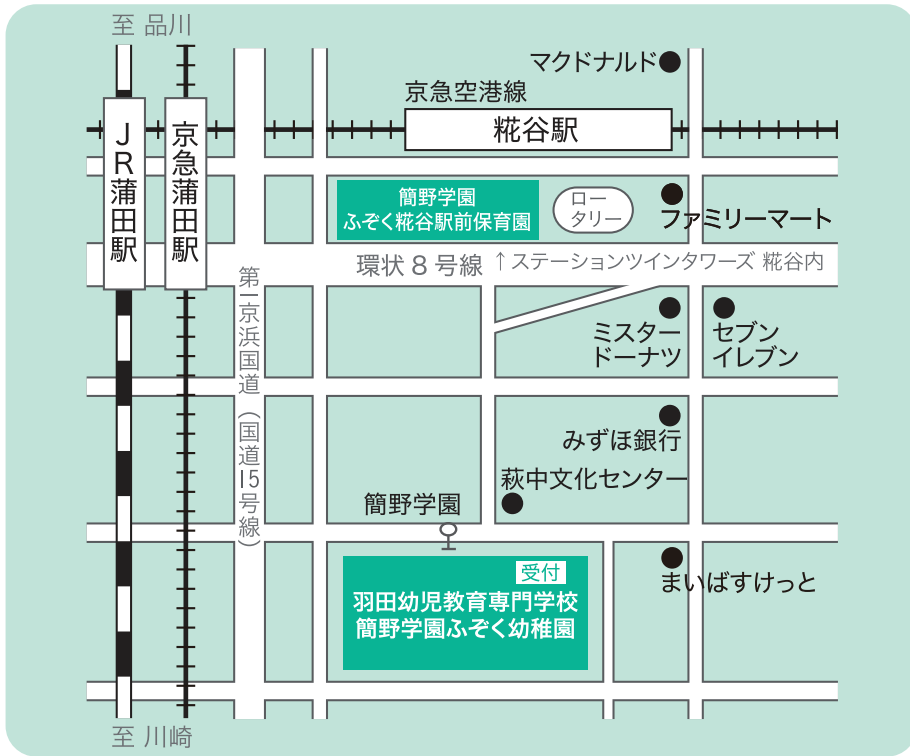 至 品川
マクドナルド
京急空港線
糀谷駅
JR蒲田駅
京急蒲田駅
簡野学園
ふぞく糀谷駅前保育園
ロー
タリー
ファミリーマート
環状8号線
↑ステーションツインタワーズ 糀谷内
第一京浜国道(国道15号線)
ミスター
ドーナツ
セブン
イレブン
みずほ銀行
萩中文化センター
簡野学園
受付
羽田幼児教育専門学校
簡野学園ふぞく幼稚園
まいばすけっと
至 川崎